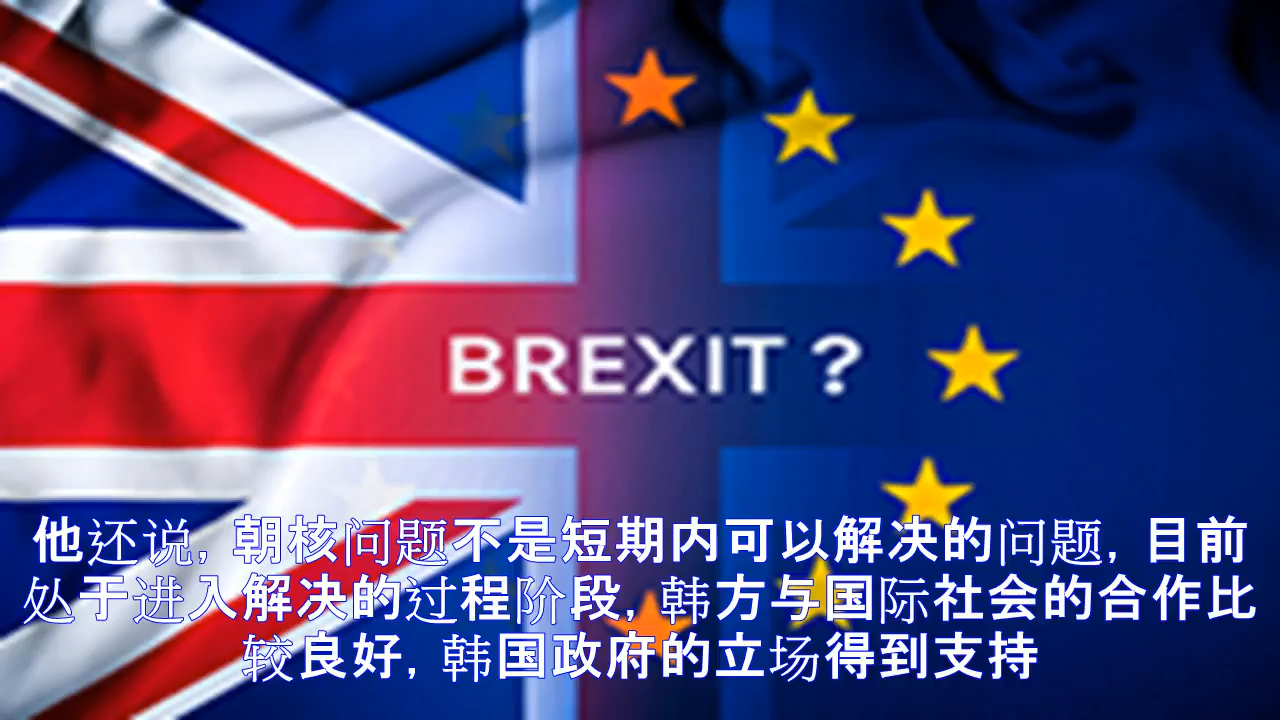 BREXIT ?
他还说, 朝核问题不是短期内可以解决的问题, 目前
处于进入解决的过程阶段, 韩方与国际社会的合作比
较良好, 韩国政府的立场得到支持